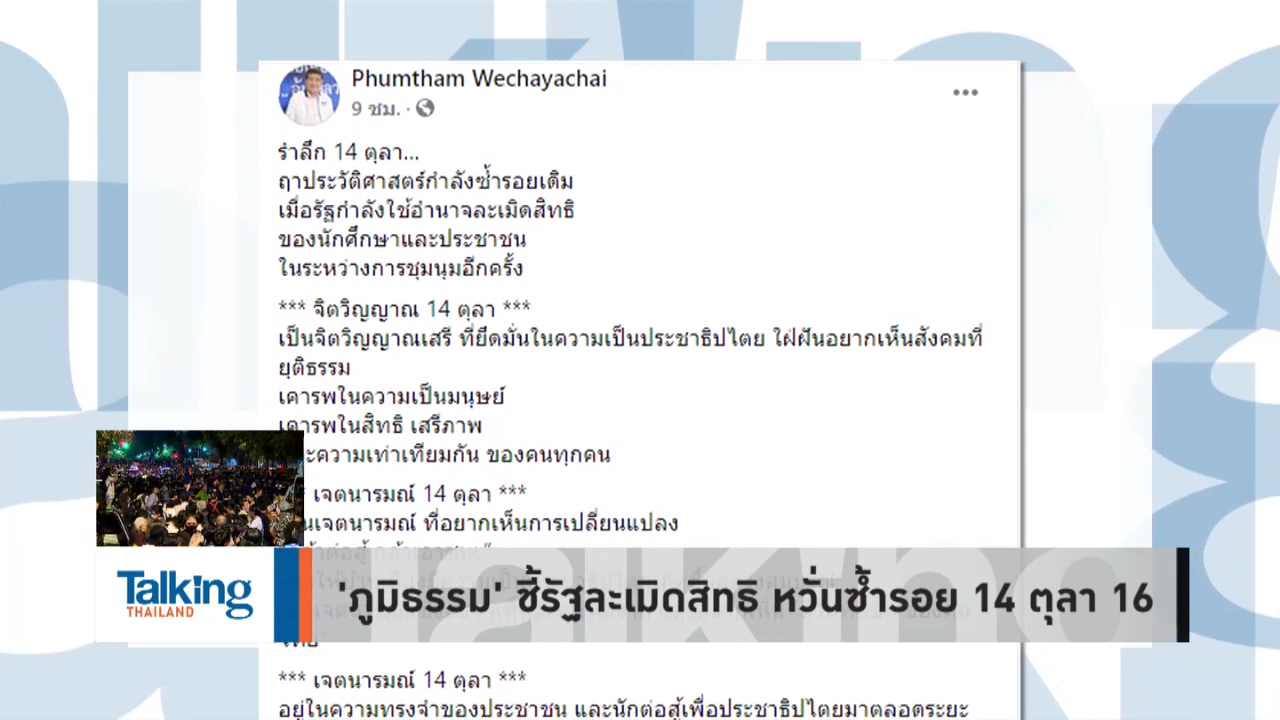 Phumtham Wechayachai
9 ชม. ·
รำลึก 14 ตุลา...
ฤาประวัติศาสตร์กำลังซ้ำรอยเดิม
เมื่อรัฐกำลังใช้อำนาจละเมิดสิทธิ
ของนักศึกษาและประชาชน
ในระหว่างการชุมนุมอีกครั้ง
*** จิตวิญญาณ 14 ตุลา ***
เป็นจิตวิญญาณเสรี ที่ยึดมั่นในความเป็นประชาธิปไตย ใฝ่ฝันอยากเห็นสังคมที่
ยุติธรรม
เคารพในความเป็นมนุษย์
เคารพในสิทธิ เสรีภาพ
ะความเท่าเทียมกัน ของคนทุกคน
เจตนารมณ์ 14 ตุลา ***
นเจตนารมณ์ ที่อยากเห็นการเปลี่ยนแปลง
Talking
THAILAND
'ภูมิธรรม' ชี้รัฐละเมิดสิทธิ หวั่นซ้ำรอย 14 ตุลา 16
*** เจตนารมณ์ 14 ตุลา ***
อยู่ในความทรงจำของประชาชน และนักต่อสู้เพื่อประชาธิปไตยมาตลอดระยะ